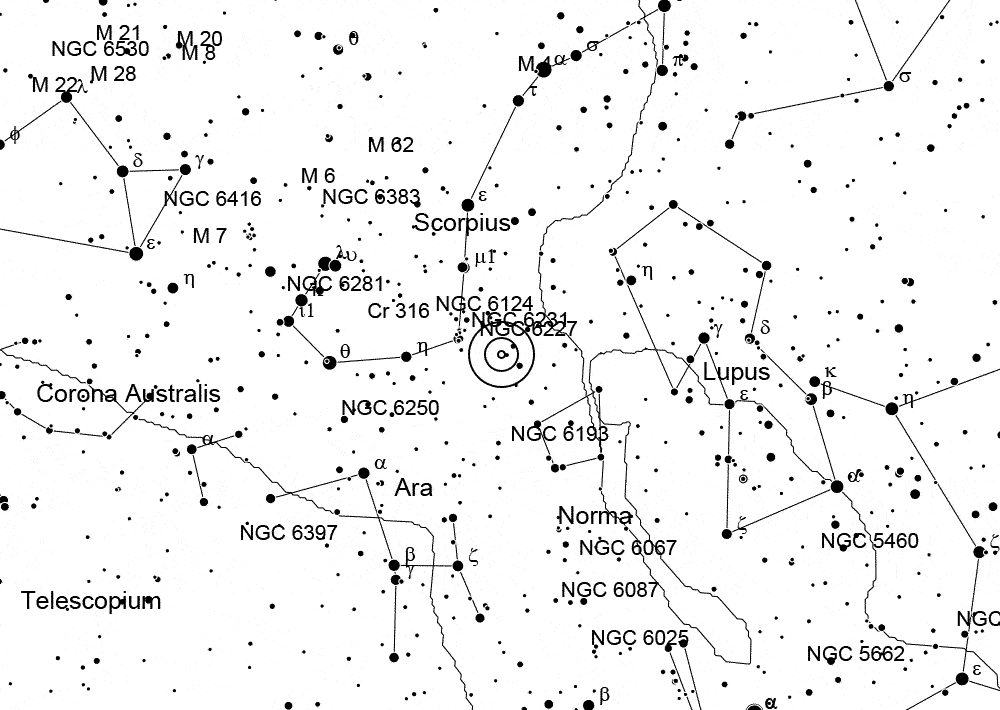 M 21
M 20
θ
σ
NGC 6530
M 8
M 4
α
π
M 28
σ
M 22
λ
τ
φ
M 62
δ
γ
M 6
ε
NGC 6416
NGC 6383
Scorpius
M 7
ε
λ
υ
μ1
η
η
NGC 6281
ι1
Cr 316
NGC 6124
NGC 6231
NGC 6227
γ
δ
θ
η
Lupus
κ
Corona Australis
β
ε
η
NGC 6250
α
NGC 6193
α
α
Ara
Norma
ζ
NGC 6397
NGC 5460
ζ
β
ζ
NGC 6067
γ
Telescopium
NGC 6087
NGC
NGC 6025
NGC 5662
ε
β
α